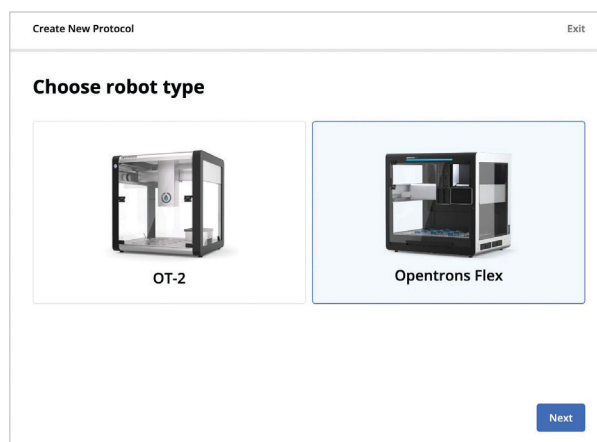 Create New Protocol
Exit
Choose robot type
OT-2
Opentrons Flex
Next